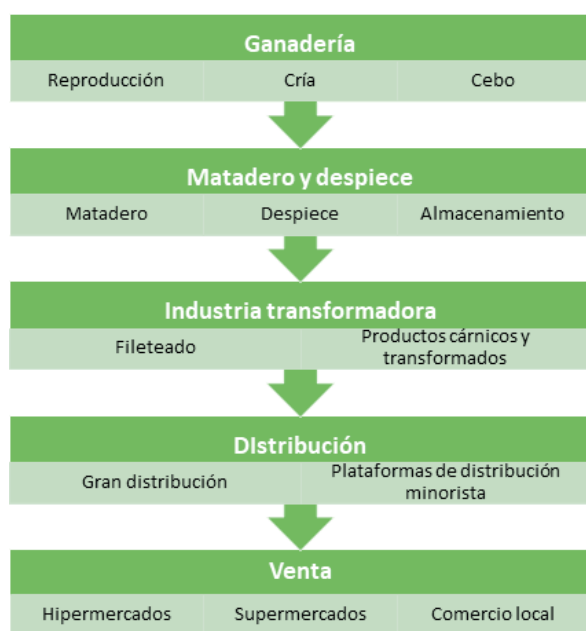 Ganadería
Reproducción Cría Cebo
Matadero y despiece
Matadero Despiece Almacenamiento
Industria transformadora
Fileteado Productos cárnicos y
transformados
DIstribución
Gran distribución Plataformas de distribución
minorista
Venta
Hipermercados Supermercados Comercio local